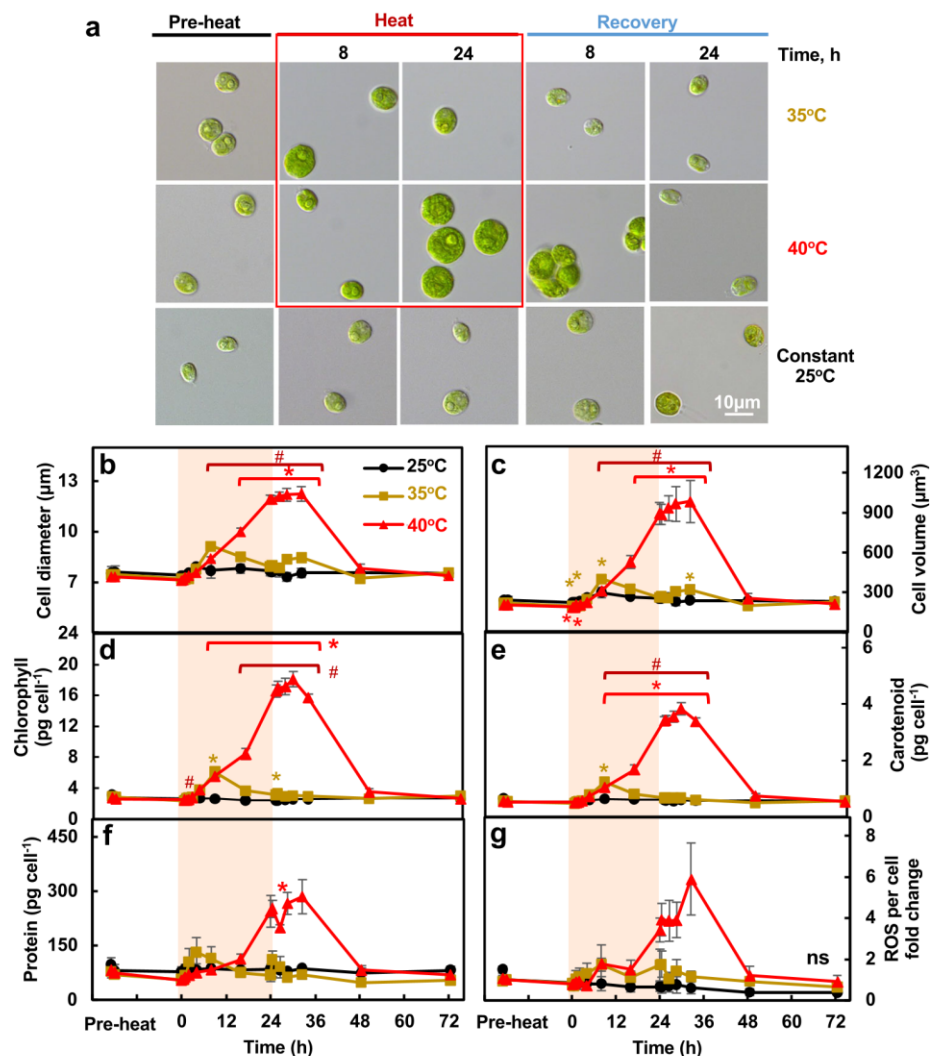 a
Pre-heat Heat Recovery
8 24 8 24 Time, h
35°C
40°C
Constant
25°C
10µm
b
#
*
25°C
35°C
40°C
Cell diameter (µm)
15
13
10
7
24
c
#
*
* *
* *
*
*
Cell volume (µm³)
1200
900
600
300
0
d
*
#
#
*
*
Chlorophyll
(pg cell⁻¹)
20
16
12
8
4
0
e
#
*
*
Carotenoid
(pg cell⁻¹)
6
4
2
0
f
*
Protein (pg cell⁻¹)
450
300
150
0
g
ns
ROS per cell
fold change
8
6
4
2
0
Pre-heat 0 12 24 36 48 60 72
Time (h)
Pre-heat 0 12 24 36 48 60 72
Time (h)